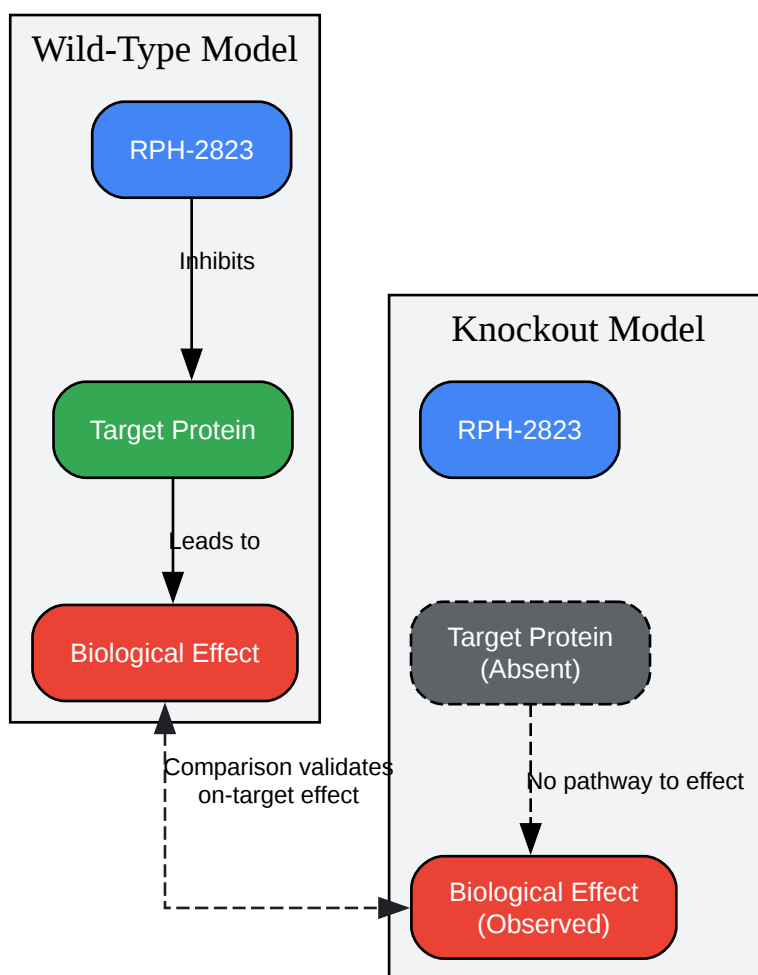 Wild-Type Model
RPH-2823
Inhibits
Target Protein
Leads to
Biological Effect
Comparison validates
on-target effect
Knockout Model
RPH-2823
Target Protein
(Absent)
No pathway to effect
Biological Effect
(Observed)